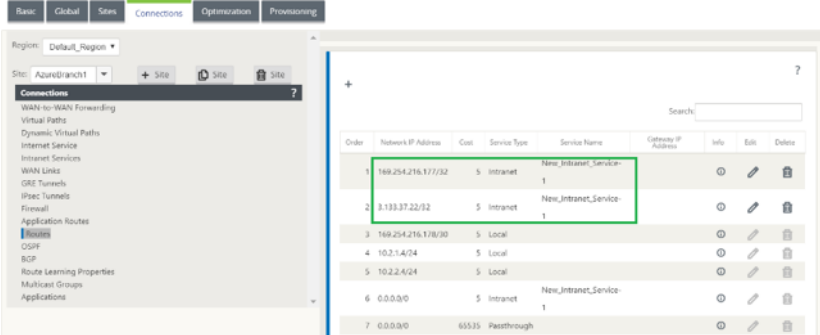 Basic Global Sites Connections Optimization Provisioning
Region: Default_Region
Site: AzureBranch1 + Site Site Site
Connections ?
WAN-to-WAN Forwarding
Virtual Paths
Dynamic Virtual Paths
Internet Service
Intranet Services
WAN Links
GRE Tunnels
IPsec Tunnels
Firewall
Application Routes
Routes
OSPF
BGP
Route Learning Properties
Multicast Groups
Applications
?
+
Search:
Order Network IP Address Cost Service Type Service Name Gateway IP Address Info Edit Delete
1 169.254.216.177/32 5 Intranet New_Intranet_Service-1
2 3.133.37.22/32 5 Intranet New_Intranet_Service-1
3 169.254.216.178/30 5 Local
4 10.2.1.4/24 5 Local
5 10.2.2.4/24 5 Local
6 0.0.0.0/0 5 Intranet New_Intranet_Service-1
7 0.0.0.0/0 65535 Passthrough